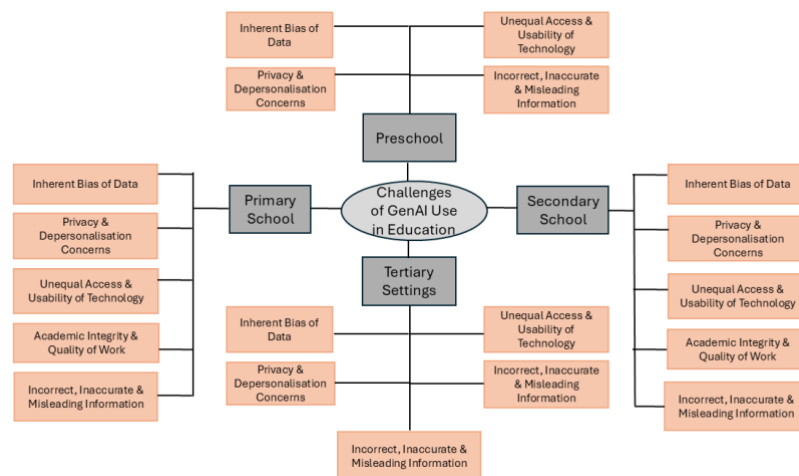 Inherent Bias of
Data
Unequal Access &
Usability of
Technology
Privacy &
Depersonalisation
Concerns
Incorrect, Inaccurate
& Misleading
Information
Preschool
Inherent Bias of Data
Privacy &
Depersonalisation
Concerns
Unequal Access &
Usability of Technology
Academic Integrity &
Quality of Work
Incorrect, Inaccurate &
Misleading Information
Primary
School
Challenges
of GenAI Use
in Education
Secondary
School
Inherent Bias of Data
Privacy &
Depersonalisation
Concerns
Unequal Access &
Usability of Technology
Academic Integrity &
Quality of Work
Incorrect, Inaccurate &
Misleading Information
Tertiary
Settings
Inherent Bias of
Data
Unequal Access &
Usability of
Technology
Privacy &
Depersonalisation
Concerns
Incorrect, Inaccurate
& Misleading
Information
Incorrect, Inaccurate &
Misleading Information